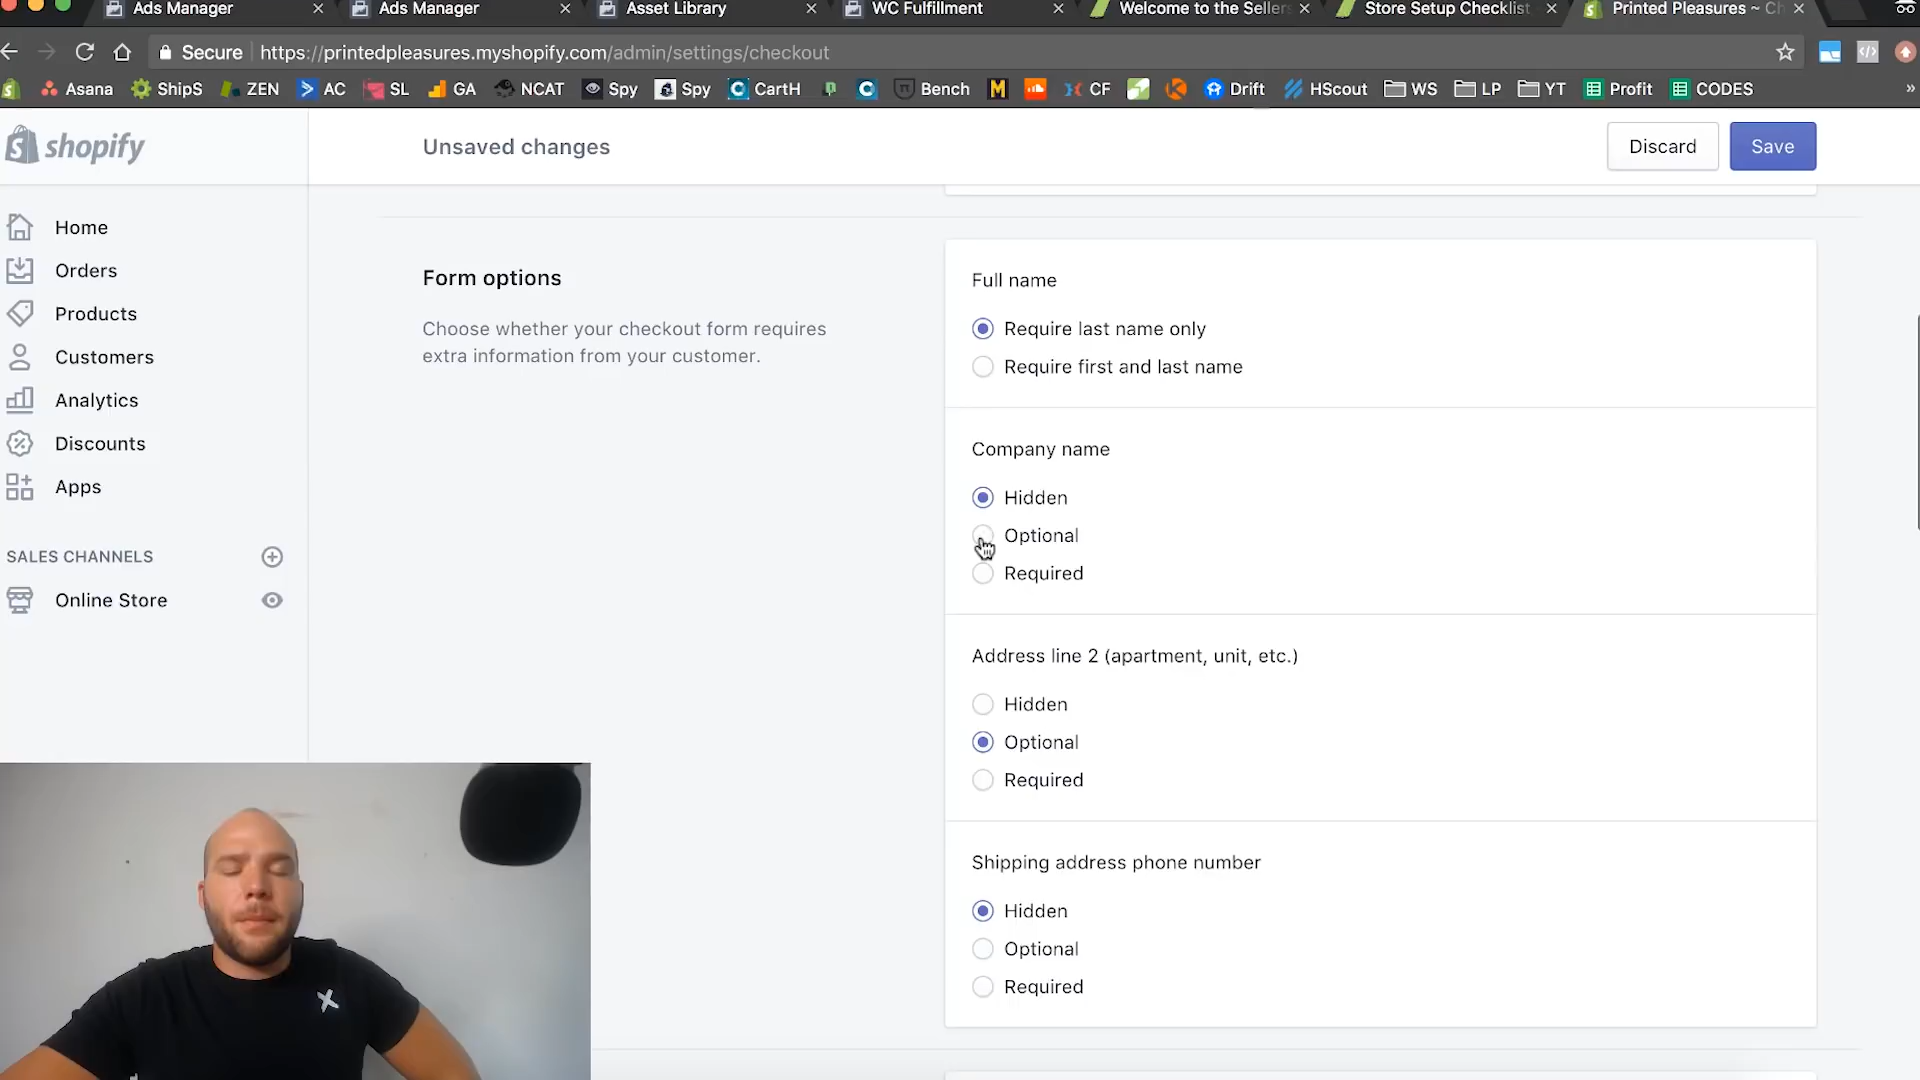 Ads Manager
Ads Manager
Asset Library
WC Fulfillment
Welcome to the Sellers
Store Setup Checklist
Printed Pleasures ~ Ch
Secure
https://printedpleasures.myshopify.com/admin/settings/checkout
Asana
ShipS
ZEN
AC
SL
GA
NCAT
Spy
Spy
CartH
Bench
CF
Drift
HScout
WS
LP
YT
Profit
CODES
shopify
Unsaved changes
Discard
Save
Home
Orders
Products
Customers
Analytics
Discounts
Apps
SALES CHANNELS
Online Store
Form options
Choose whether your checkout form requires
extra information from your customer.
Full name
Require last name only
Require first and last name
Company name
Hidden
Optional
Required
Address line 2 (apartment, unit, etc.)
Hidden
Optional
Required
Shipping address phone number
Hidden
Optional
Required